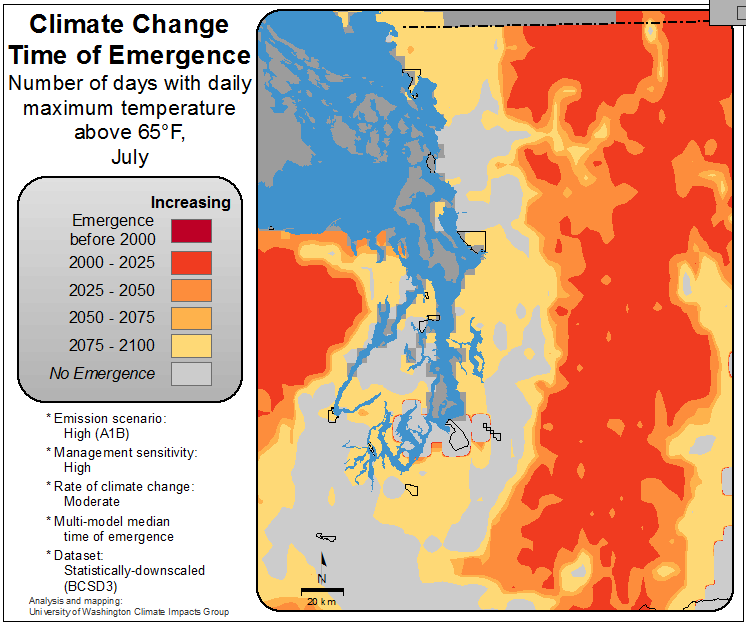 Climate Change
Time of Emergence
Number of days with daily
maximum temperature
above 65°F,
July
Increasing
Emergence
before 2000
2000 - 2025
2025 - 2050
2050 - 2075
2075 - 2100
No Emergence
* Emission scenario:
High (A1B)
* Management sensitivity:
High
* Rate of climate change:
Moderate
* Multi-model median
time of emergence
* Dataset:
Statistically-downscaled
(BCSD3)
Analysis and mapping:
University of Washington Climate Impacts Group
N
20 km